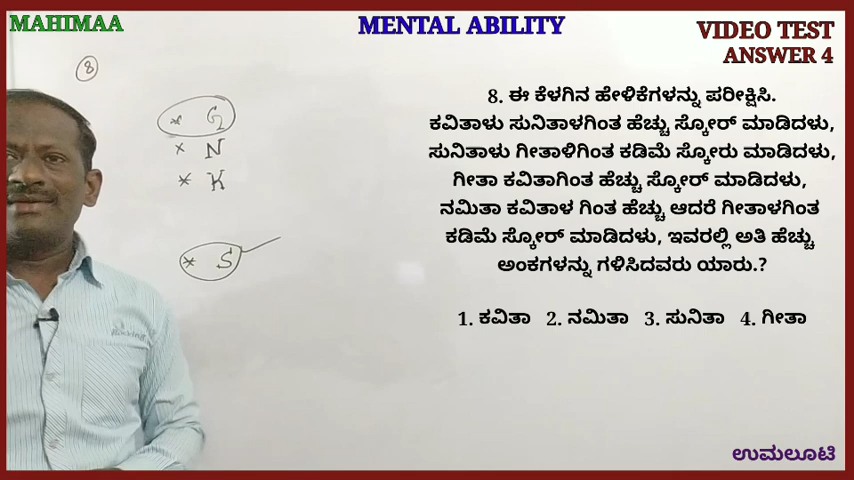 MAHIMAA
MENTAL ABILITY
VIDEO TEST
ANSWER 4
8
* G
* N
* K
* S
8. ಈ ಕೆಳಗಿನ ಹೇಳಿಕೆಗಳನ್ನು ಪರೀಕ್ಷಿಸಿ.
ಕವಿತಾಳು ಸುನಿತಾಳಗಿಂತ ಹೆಚ್ಚು ಸ್ಕೋರ್ ಮಾಡಿದಳು,
ಸುನಿತಾಳು ಗೀತಾಳಿಗಿಂತ ಕಡಿಮೆ ಸ್ಕೋರು ಮಾಡಿದಳು,
ಗೀತಾ ಕವಿತಾಗಿಂತ ಹೆಚ್ಚು ಸ್ಕೋರ್ ಮಾಡಿದಳು,
ನಮಿತಾ ಕವಿತಾಳ ಗಿಂತ ಹೆಚ್ಚು ಆದರೆ ಗೀತಾಳಗಿಂತ
ಕಡಿಮೆ ಸ್ಕೋರ್ ಮಾಡಿದಳು, ಇವರಲ್ಲಿ ಅತಿ ಹೆಚ್ಚು
ಅಂಕಗಳನ್ನು ಗಳಿಸಿದವರು ಯಾರು.?
1. ಕವಿತಾ 2. ನಮಿತಾ 3. ಸುನಿತಾ 4. ಗೀತಾ
ಉಮಲೂಟಿ